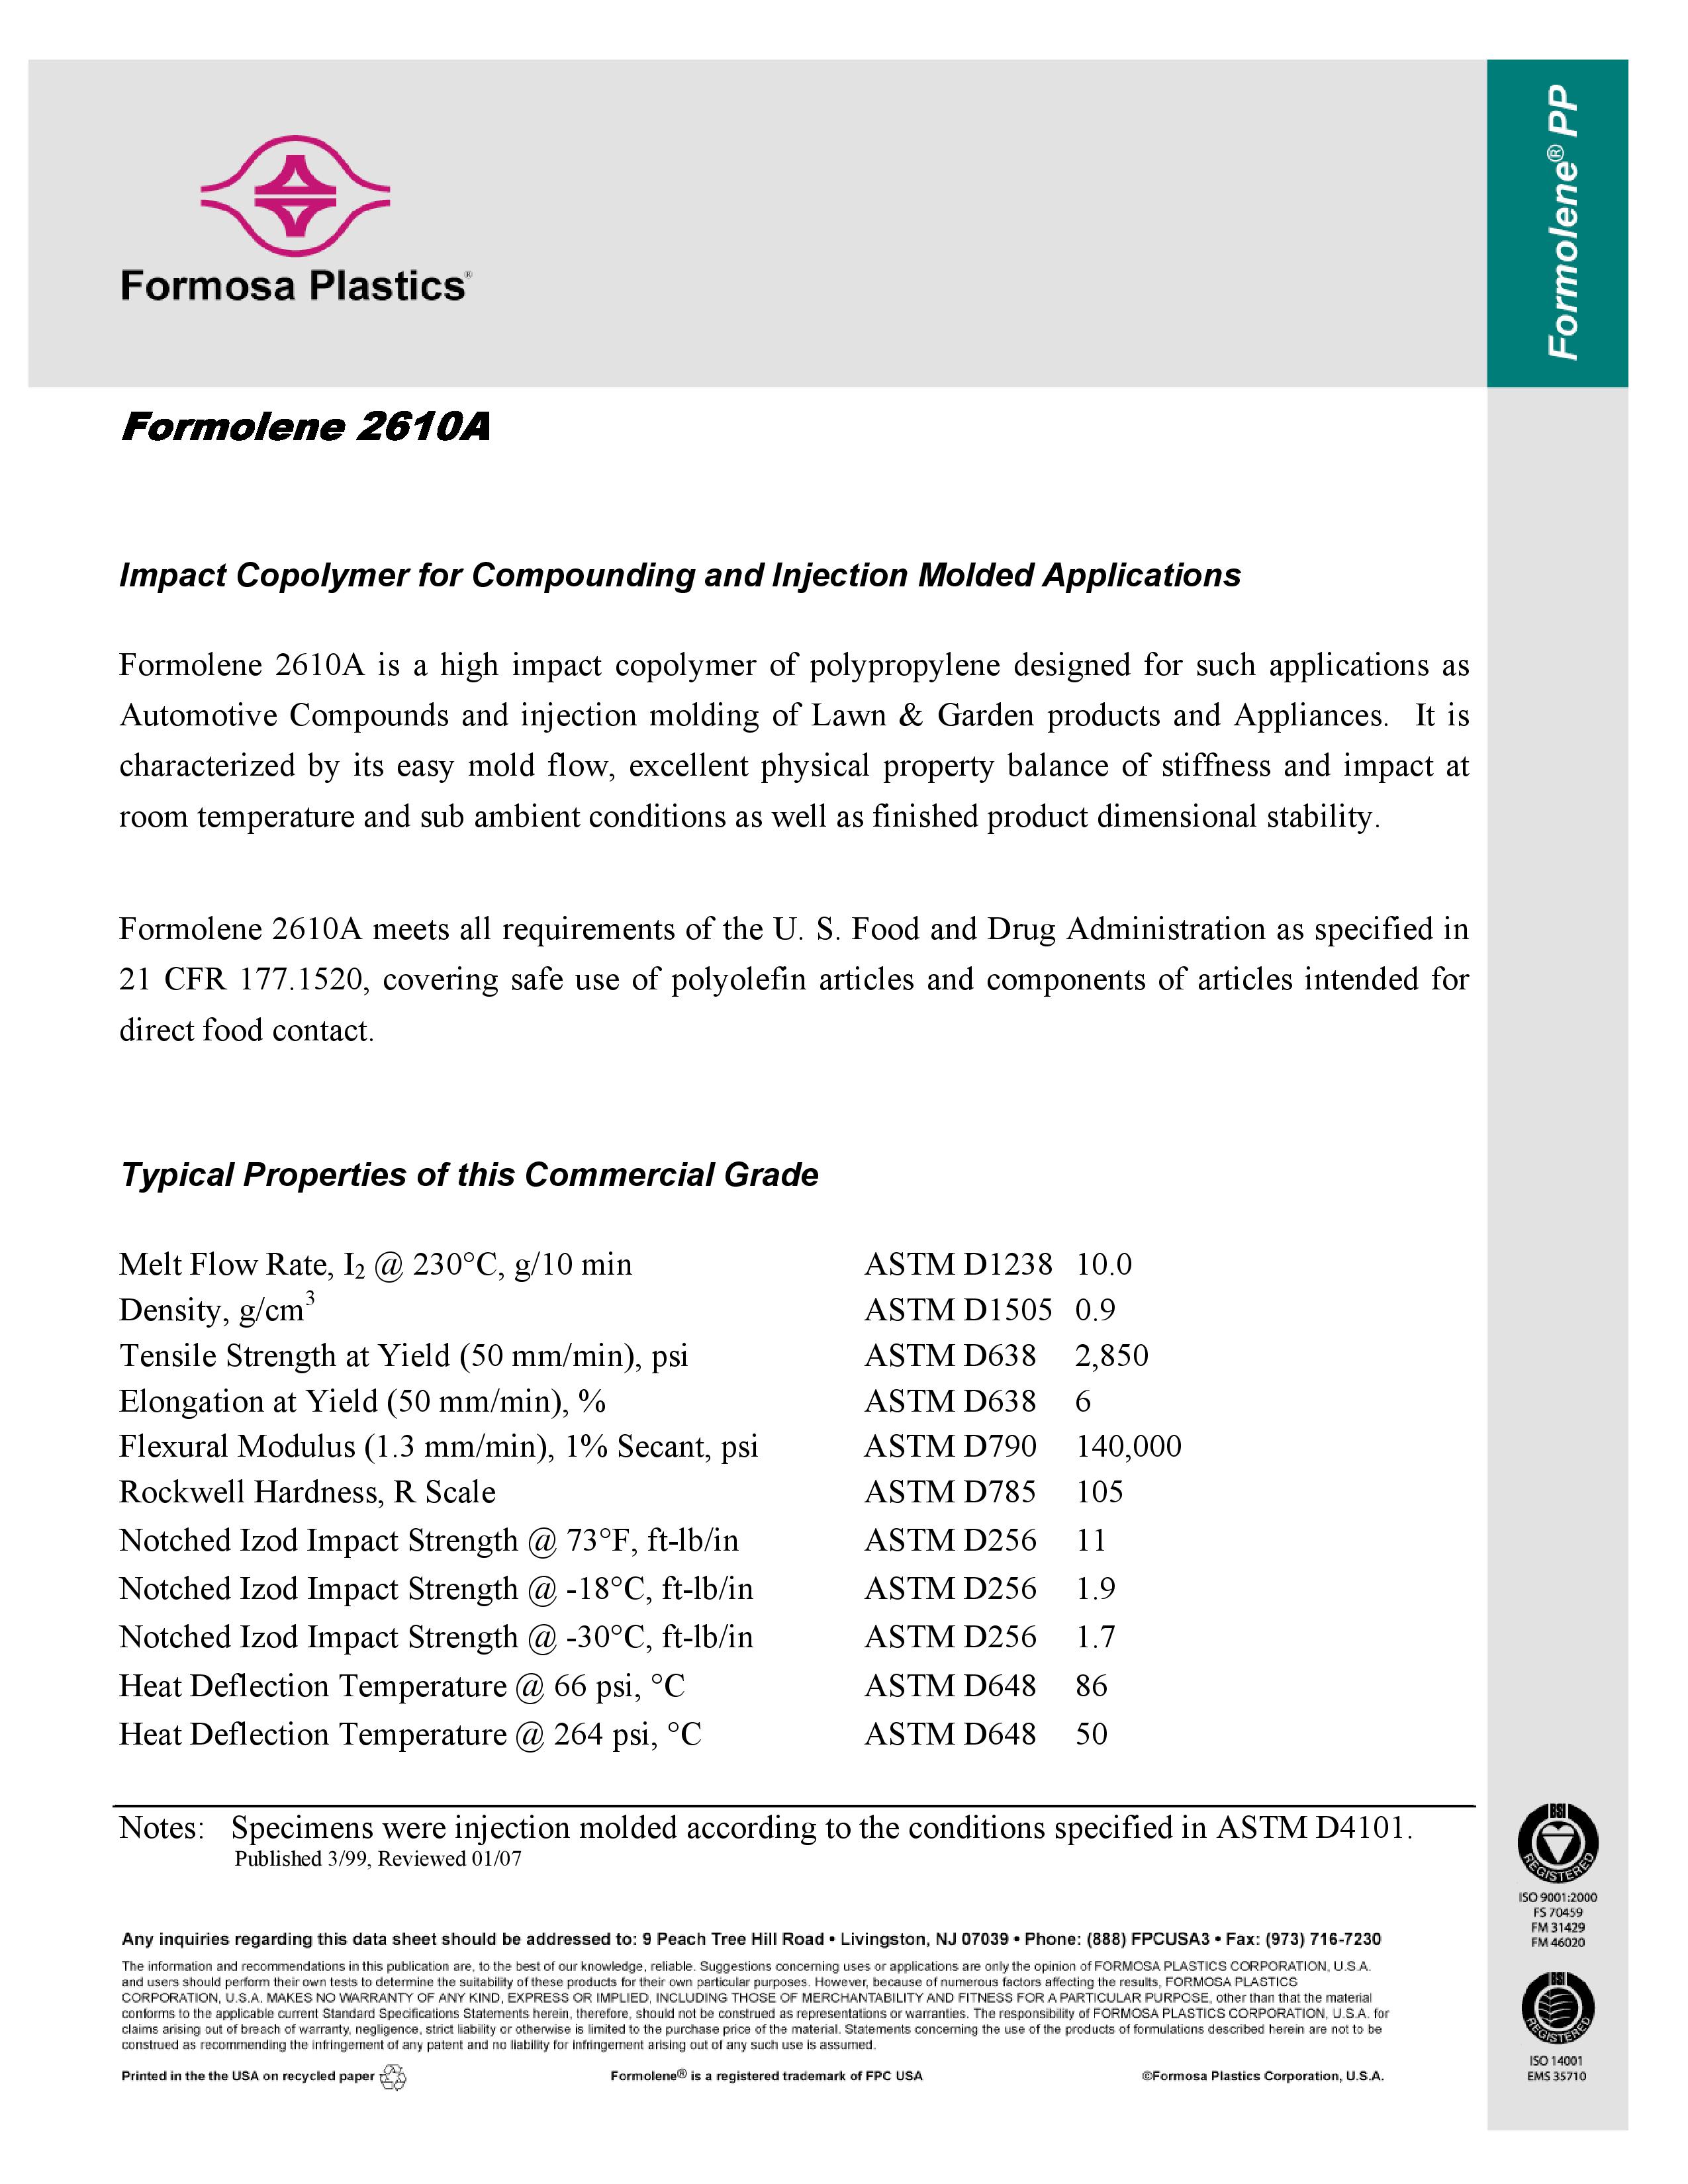 Formolene® PP
Formosa Plastics®
Formolene 2610A
Impact Copolymer for Compounding and Injection Molded Applications
Formolene 2610A is a high impact copolymer of polypropylene designed for such applications as
Automotive Compounds and injection molding of Lawn & Garden products and Appliances. It is
characterized by its easy mold flow, excellent physical property balance of stiffness and impact at
room temperature and sub ambient conditions as well as finished product dimensional stability.
Formolene 2610A meets all requirements of the U. S. Food and Drug Administration as specified in
21 CFR 177.1520, covering safe use of polyolefin articles and components of articles intended for
direct food contact.
Typical Properties of this Commercial Grade
Melt Flow Rate, I₂ @ 230°C, g/10 min ASTM D1238 10.0
Density, g/cm³ ASTM D1505 0.9
Tensile Strength at Yield (50 mm/min), psi ASTM D638 2,850
Elongation at Yield (50 mm/min), % ASTM D638 6
Flexural Modulus (1.3 mm/min), 1% Secant, psi ASTM D790 140,000
Rockwell Hardness, R Scale ASTM D785 105
Notched Izod Impact Strength @ 73°F, ft-lb/in ASTM D256 11
Notched Izod Impact Strength @ -18°C, ft-lb/in ASTM D256 1.9
Notched Izod Impact Strength @ -30°C, ft-lb/in ASTM D256 1.7
Heat Deflection Temperature @ 66 psi, °C ASTM D648 86
Heat Deflection Temperature @ 264 psi, °C ASTM D648 50
Notes: Specimens were injection molded according to the conditions specified in ASTM D4101.
Published 3/99, Reviewed 01/07
Any inquiries regarding this data sheet should be addressed to: 9 Peach Tree Hill Road • Livingston, NJ 07039 • Phone: (888) FPCUSA3 • Fax: (973) 716-7230
The information and recommendations in this publication are, to the best of our knowledge, reliable. Suggestions concerning uses or applications are only the opinion of FORMOSA PLASTICS CORPORATION, U.S.A.
and users should perform their own tests to determine the suitability of these products for their own particular purposes. However, because of numerous factors affecting the results, FORMOSA PLASTICS
CORPORATION, U.S.A. MAKES NO WARRANTY OF ANY KIND, EXPRESS OR IMPLIED, INCLUDING THOSE OF MERCHANTABILITY AND FITNESS FOR A PARTICULAR PURPOSE, other than that the material
conforms to the applicable current Standard Specifications Statements herein, therefore, should not be construed as representations or warranties. The responsibility of FORMOSA PLASTICS CORPORATION, U.S.A. for
claims arising out of breach of warranty, negligence, strict liability or otherwise is limited to the purchase price of the material. Statements concerning the use of the products of formulations described herein are not to be
construed as recommending the infringement of any patent and no liability for infringement arising out of any such use is assumed.
Printed in the the USA on recycled paper
Formolene® is a registered trademark of FPC USA
©Formosa Plastics Corporation, U.S.A.
BSI
REGISTERED
ISO 9001:2000
FS 70459
FM 31429
FM 46020
BSI
REGISTERED
ISO 14001
EMS 35710